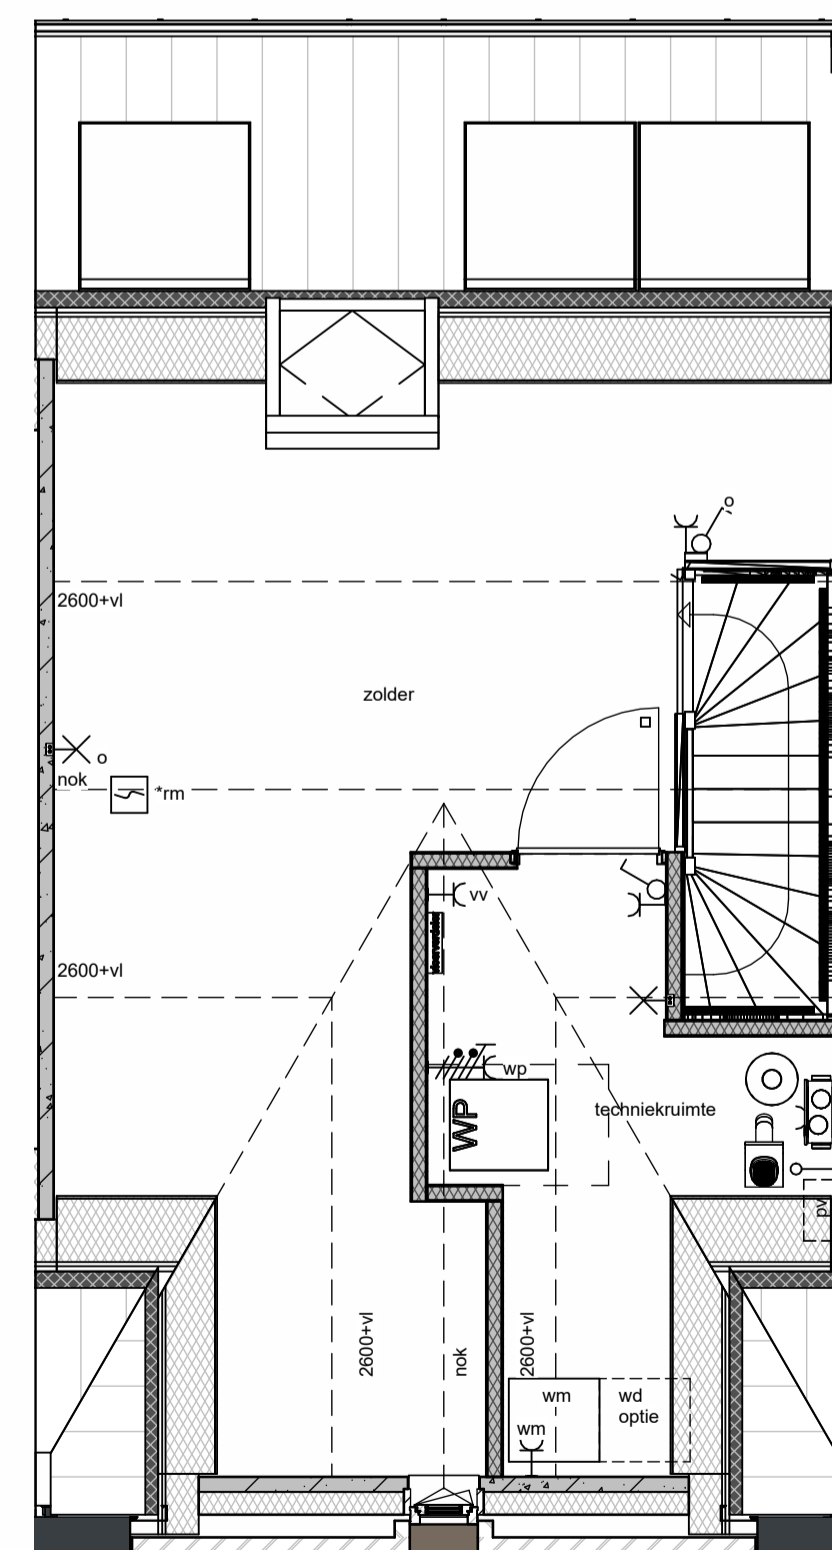 o
2600+vl
zolder
o
nok
*rm
vv
2600+vl
wp
WP
techniekruimte
pv
2600+vl
nok
2600+vl
wm
wd
optie
wm